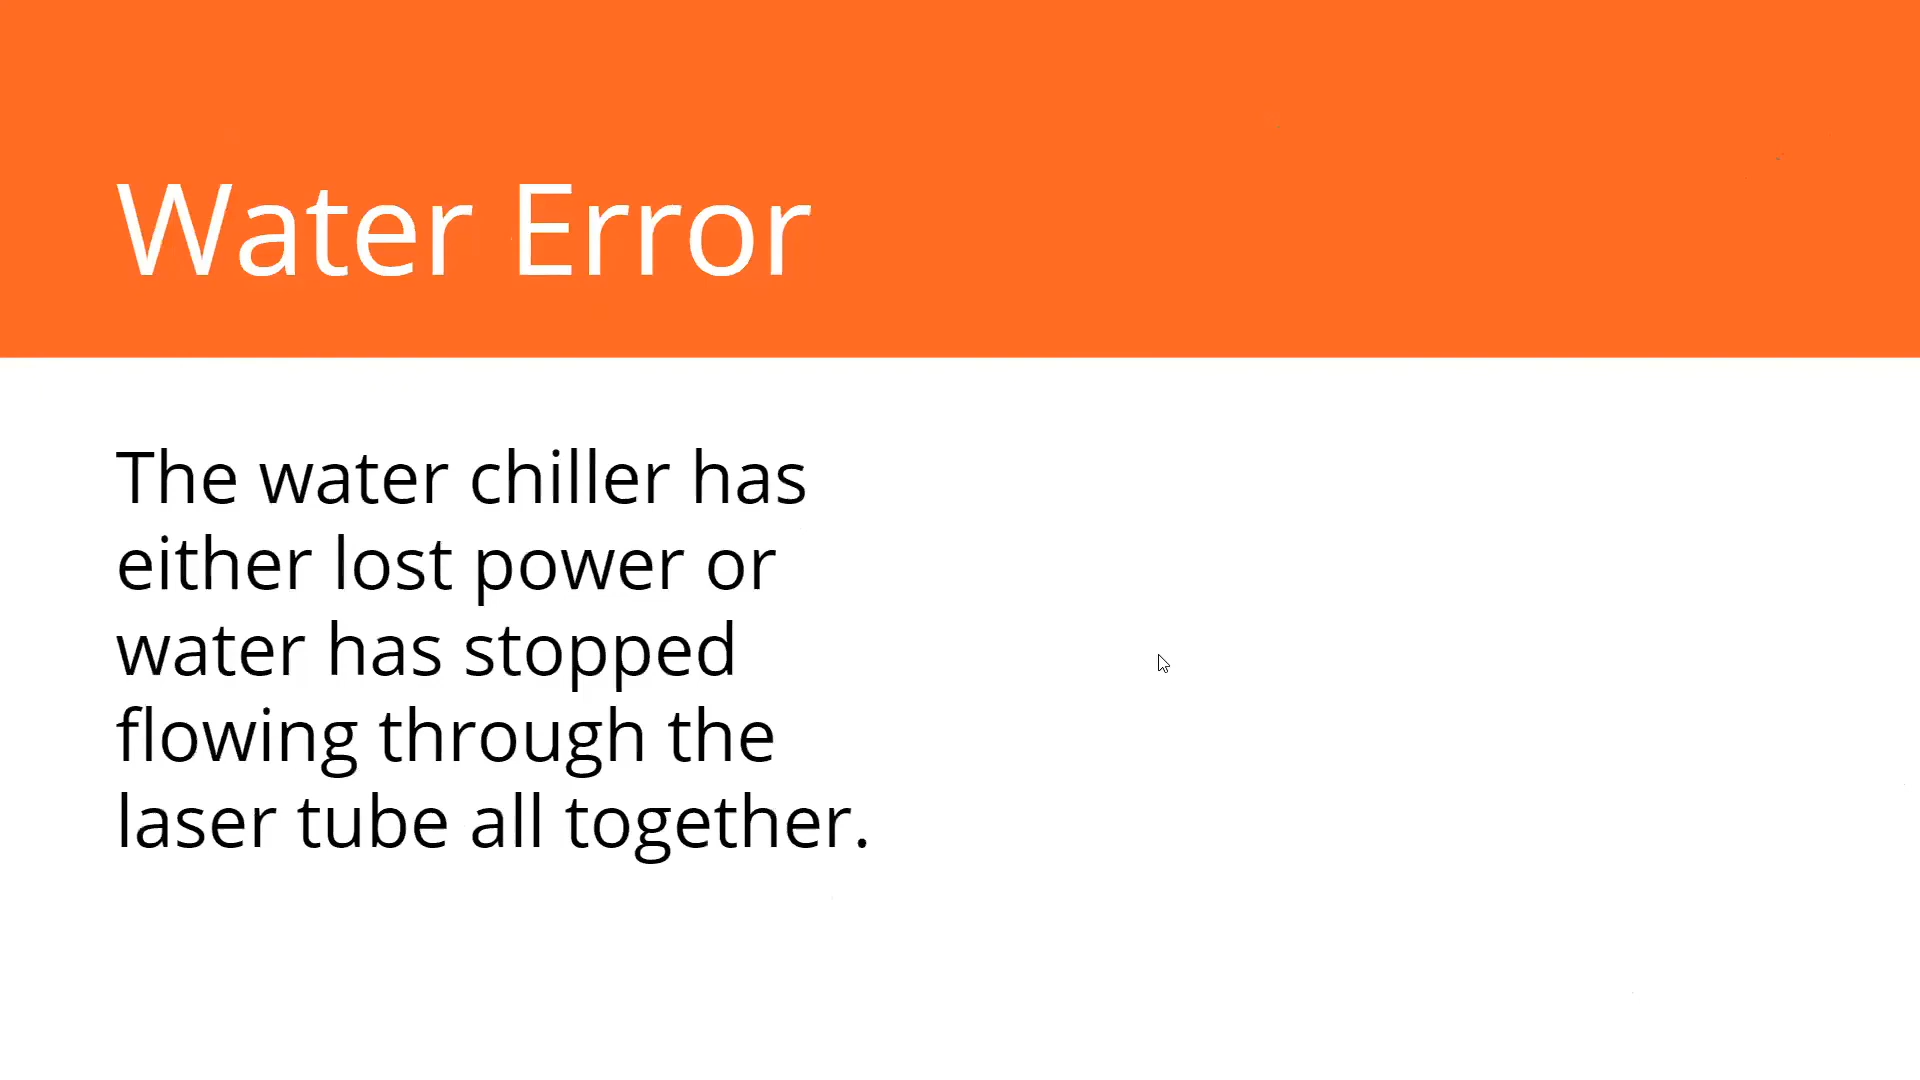 Water Error
The water chiller has
either lost power or
water has stopped
flowing through the
laser tube all together.